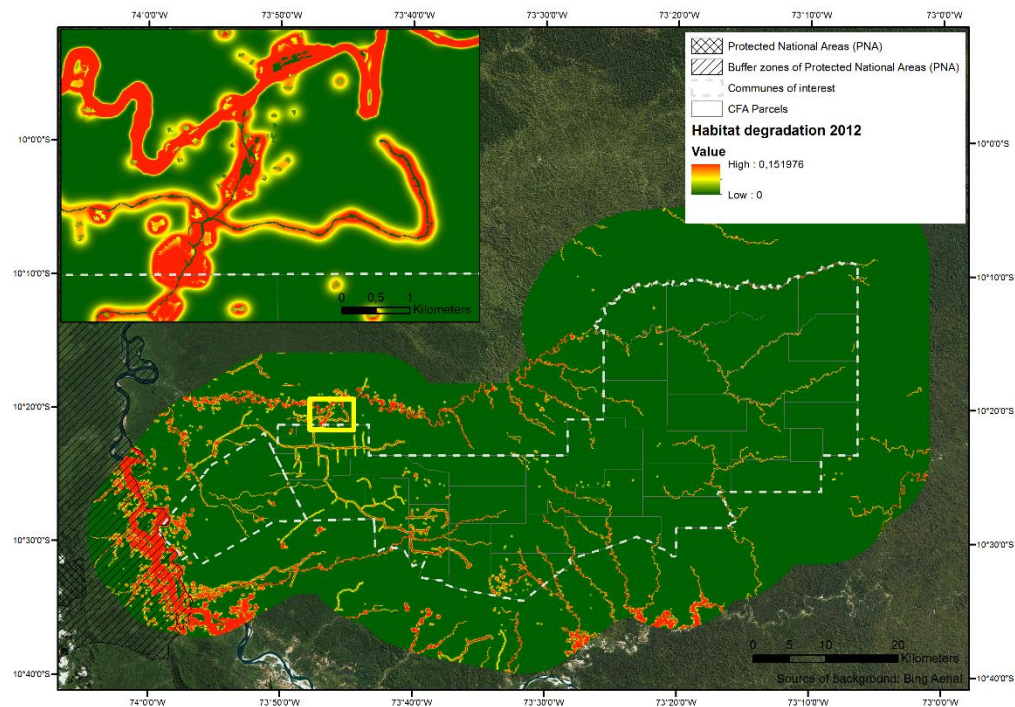 74°0'0"W 73°50'0"W 73°40'0"W 73°30'0"W 73°20'0"W 73°10'0"W 73°0'0"W
Protected National Areas (PNA)
Buffer zones of Protected National Areas (PNA)
Communes of interest
CFA Parcels
Habitat degradation 2012
Value
High : 0,151976
Low : 0
10°0'0"S 10°0'0"S
10°10'0"S 10°10'0"S
0 0,5 1
Kilometers
10°20'0"S 10°20'0"S
10°30'0"S 10°30'0"S
0 5 10 20
Kilometers
Source of background: Bing Aerial
10°40'0"S 10°40'0"S
74°0'0"W 73°50'0"W 73°40'0"W 73°30'0"W 73°20'0"W 73°10'0"W 73°0'0"W